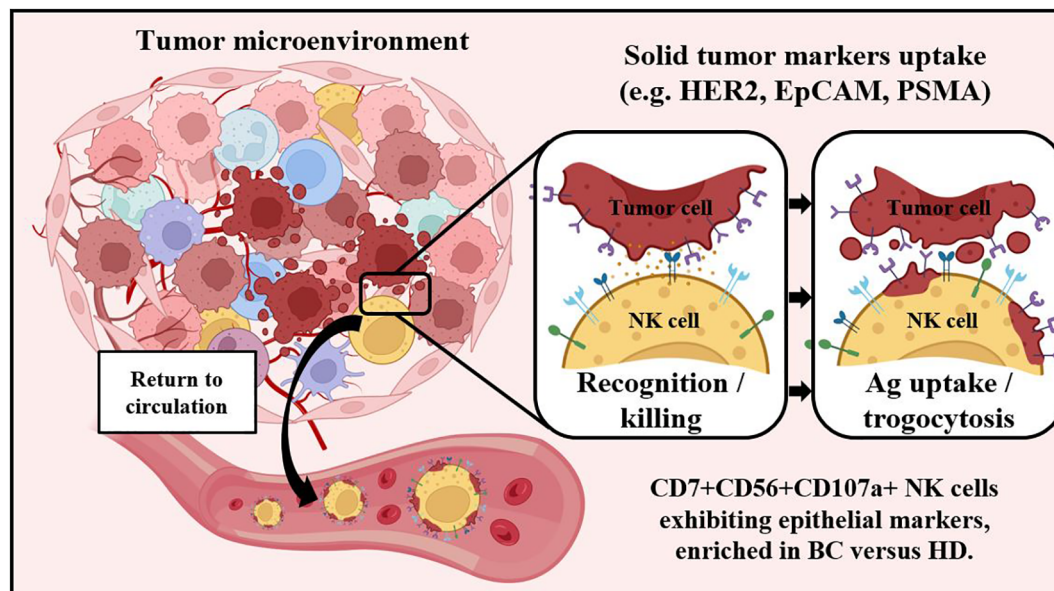 Tumor microenvironment
Solid tumor markers uptake
(e.g. HER2, EpCAM, PSMA)
Tumor cell
NK cell
Recognition /
killing
Tumor cell
NK cell
Ag uptake /
trogocytosis
Return to
circulation
CD7+CD56+CD107a+ NK cells
exhibiting epithelial markers,
enriched in BC versus HD.